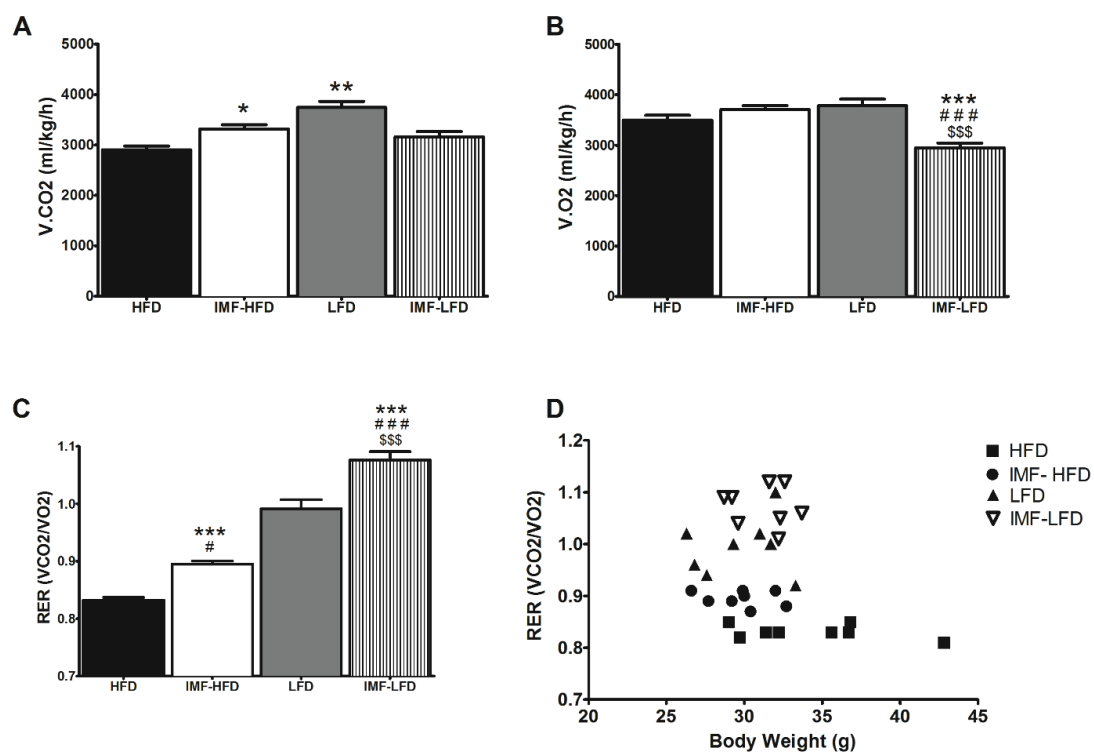 A
V.CO2 (ml/kg/h)
5000
4000
3000
2000
1000
0
*
**
HFD
IMF-HFD
LFD
IMF-LFD
B
V.O2 (ml/kg/h)
5000
4000
3000
2000
1000
0
***
###
$$$
HFD
IMF-HFD
LFD
IMF-LFD
C
RER (VCO2/VO2)
1.1
1.0
0.9
0.8
0.7
***
#
***
###
$$$
HFD
IMF-HFD
LFD
IMF-LFD
D
RER (VCO2/VO2)
1.2
1.1
1.0
0.9
0.8
0.7
20 25 30 35 40 45
Body Weight (g)
HFD
IMF- HFD
LFD
IMF-LFD